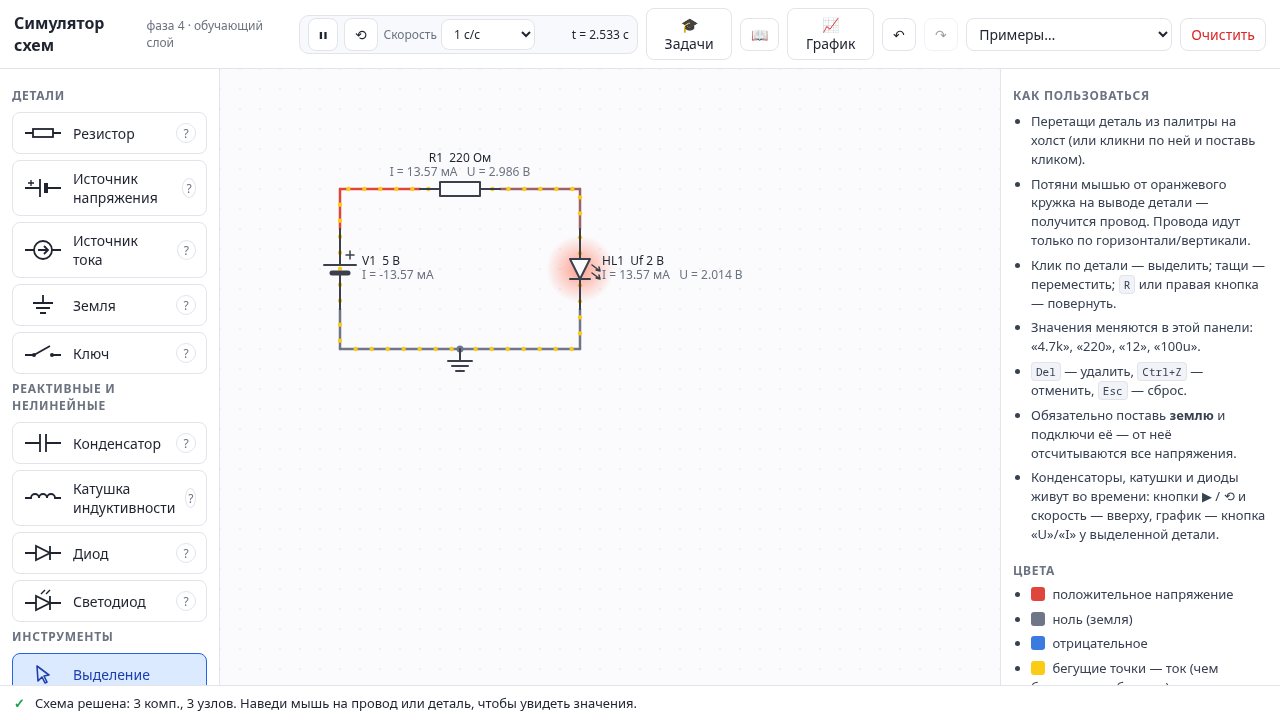 Симулятор
схем
фаза 4 · обучающий
слой
Скорость
1 с/с
t = 2.533 с
Задачи
График
Примеры...
Очистить
ДЕТАЛИ
Резистор
?
Источник
напряжения
?
Источник
тока
?
Земля
?
Ключ
?
РЕАКТИВНЫЕ И
НЕЛИНЕЙНЫЕ
Конденсатор
?
Катушка
индуктивности
?
Диод
?
Светодиод
?
ИНСТРУМЕНТЫ
Выделение
R1 220 Ом
I = 13.57 мА U = 2.986 В
V1 5 В
I = -13.57 мА
HL1 Uf 2 В
I = 13.57 мА U = 2.014 В
КАК ПОЛЬЗОВАТЬСЯ
Перетащи деталь из палитры на
холст (или кликни по ней и поставь
кликом).
Потяни мышью от оранжевого
кружка на выводе детали —
получится провод. Провода идут
только по горизонтали/вертикали.
Клик по детали — выделить; тащи —
переместить; R или правая кнопка
— повернуть.
Значения меняются в этой панели:
«4.7k», «220», «12», «100u».
Del — удалить, Ctrl+Z —
отменить, Esc — сброс.
Обязательно поставь землю и
подключи её — от неё
отсчитываются все напряжения.
Конденсаторы, катушки и диоды
живут во времени: кнопки ▶ / ⟲ и
скорость — вверху, график — кнопка
«U»/«I» у выделенной детали.
ЦВЕТА
положительное напряжение
ноль (земля)
отрицательное
бегущие точки — ток (чем
✓ Схема решена: 3 комп., 3 узлов. Наведи мышь на провод или деталь, чтобы увидеть значения.